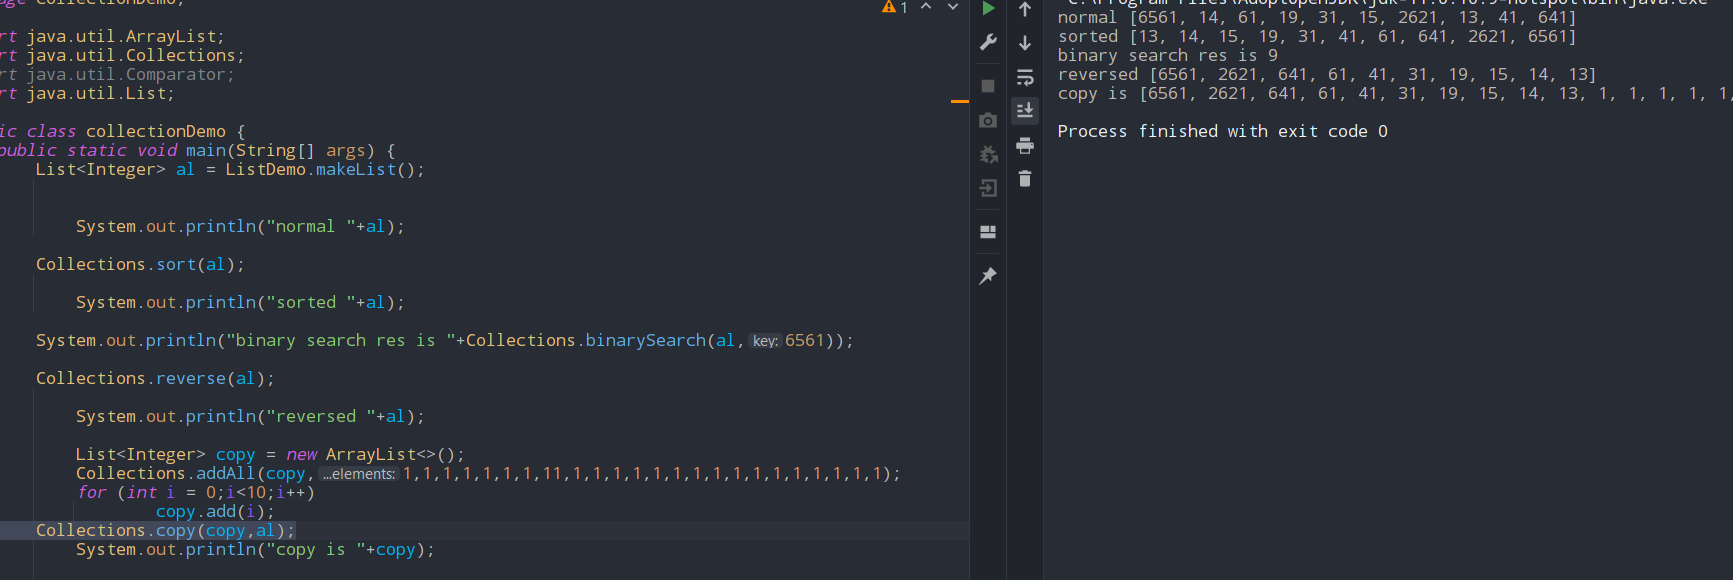 age collectionDemo;
1
rt java.util.ArrayList;
rt java.util.Collections;
rt java.util.Comparator;
rt java.util.List;
ic class collectionDemo {
public static void main(String[] args) {
List<Integer> al = ListDemo.makeList();
System.out.println("normal "+al);
Collections.sort(al);
System.out.println("sorted "+al);
System.out.println("binary search res is "+Collections.binarySearch(al, key: 6561));
Collections.reverse(al);
System.out.println("reversed "+al);
List<Integer> copy = new ArrayList<>();
Collections.addAll(copy, ...elements: 1,1,1,1,1,1,1,11,1,1,1,1,1,1,1,1,1,1,1,1,1,1,1,1);
for (int i = 0;i<10;i++)
copy.add(i);
Collections.copy(copy,al);
System.out.println("copy is "+copy);
C:\Program Files\AdoptOpenJDK\jdk-11.0.10.9-hotspot\bin\java.exe
normal [6561, 14, 61, 19, 31, 15, 2621, 13, 41, 641]
sorted [13, 14, 15, 19, 31, 41, 61, 641, 2621, 6561]
binary search res is 9
reversed [6561, 2621, 641, 61, 41, 31, 19, 15, 14, 13]
copy is [6561, 2621, 641, 61, 41, 31, 19, 15, 14, 13, 1, 1, 1, 1, 1,
Process finished with exit code 0